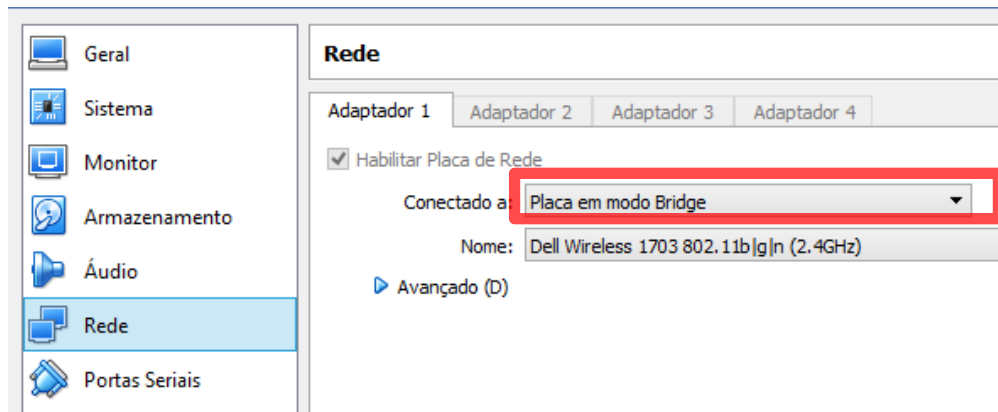 Geral
Sistema
Monitor
Armazenamento
Áudio
Rede
Portas Seriais
Rede
Adaptador 1 Adaptador 2 Adaptador 3 Adaptador 4
Habilitar Placa de Rede
Conectado a: Placa em modo Bridge
Nome: Dell Wireless 1703 802.11b|g|n (2.4GHz)
Avançado (D)